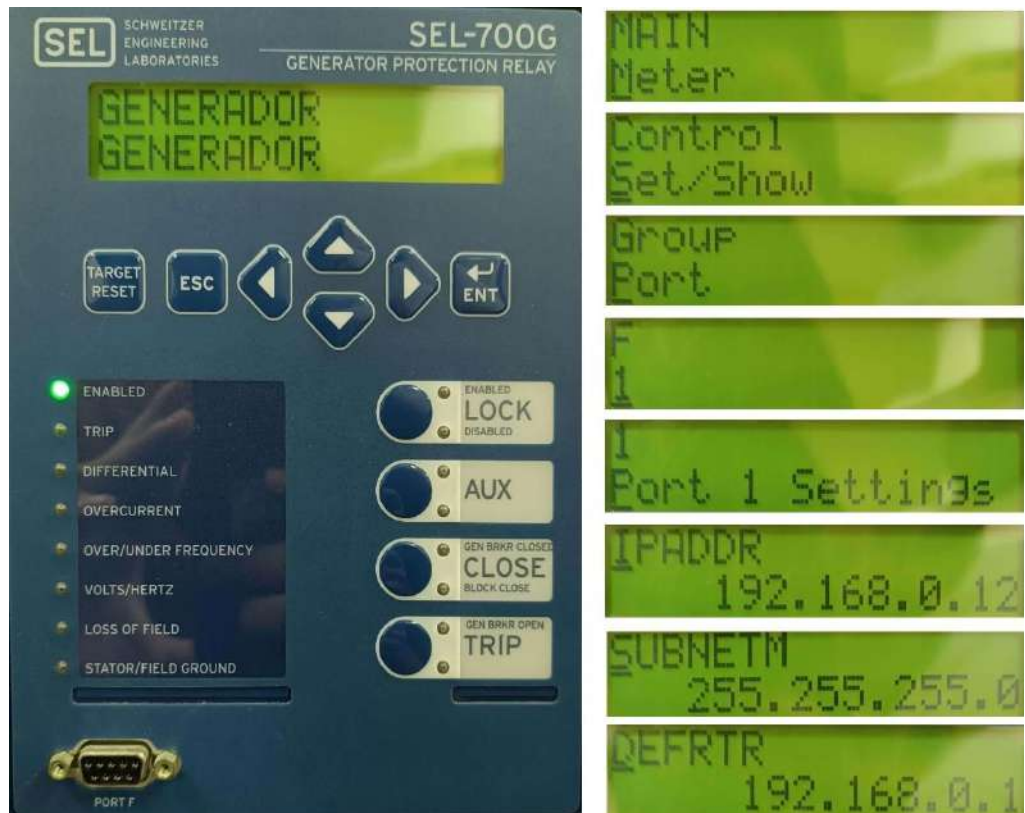 SEL
SCHWEITZER
ENGINEERING
LABORATORIES
SEL-700G
GENERATOR PROTECTION RELAY
GENERADOR
GENERADOR
TARGET
RESET
ESC
ENT
ENABLED
TRIP
DIFFERENTIAL
OVERCURRENT
OVER/UNDER FREQUENCY
VOLTS/HERTZ
LOSS OF FIELD
STATOR/FIELD GROUND
ENABLED
LOCK
DISABLED
AUX
GEN BRKR CLOSED
CLOSE
BLOCK CLOSE
GEN BRKR OPEN
TRIP
PORT F
MAIN
Meter
Control
Set/Show
Group
Port
F
1
1
Port 1 Settings
IPADDR
192.168.0.12
SUBNETM
255.255.255.0
DEFRTR
192.168.0.1